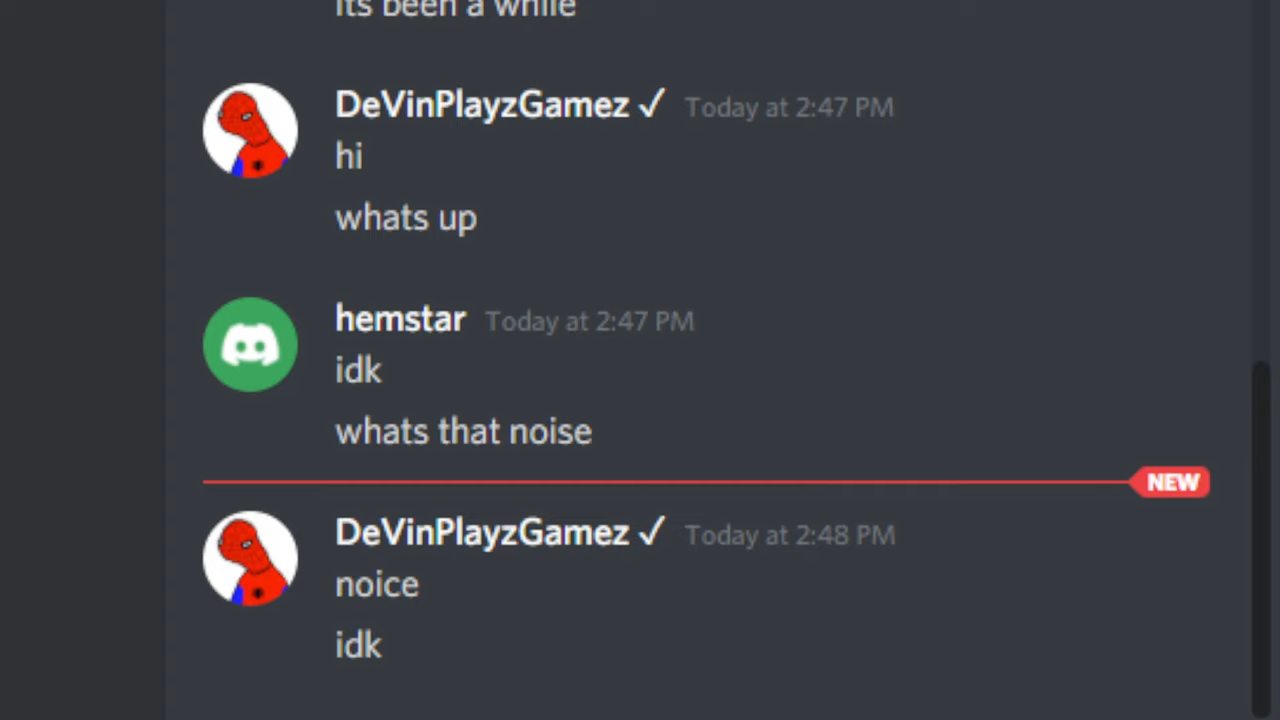 its been a while
DeVinPlayzGamez ✓ Today at 2:47 PM
hi
whats up
hemstar Today at 2:47 PM
idk
whats that noise
NEW
DeVinPlayzGamez ✓ Today at 2:48 PM
noice
idk